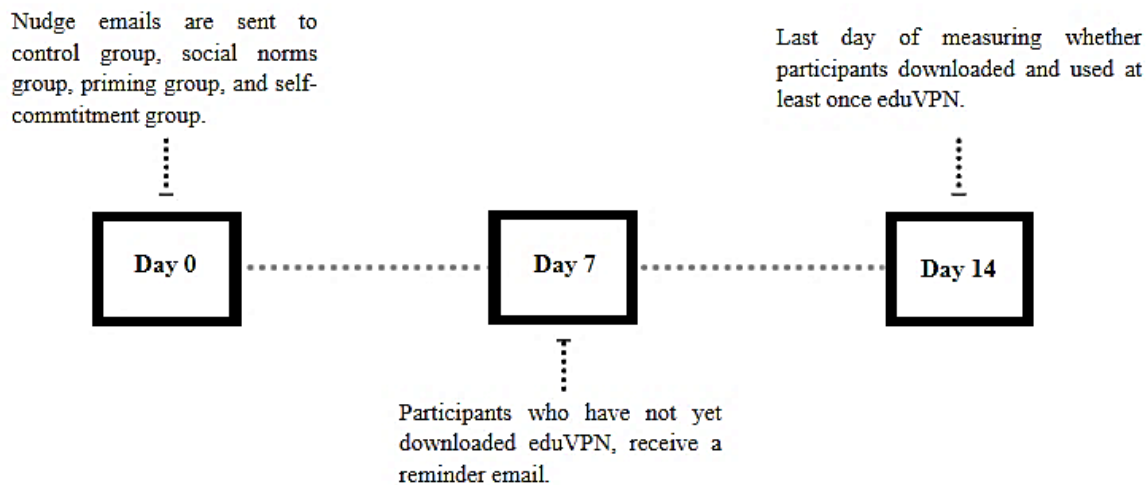 Nudge emails are sent to
control group, social norms
group, priming group, and self-
commtitment group.
Last day of measuring whether
participants downloaded and used at
least once eduVPN.
Day 0
Day 7
Day 14
Participants who have not yet
downloaded eduVPN, receive a
reminder email.